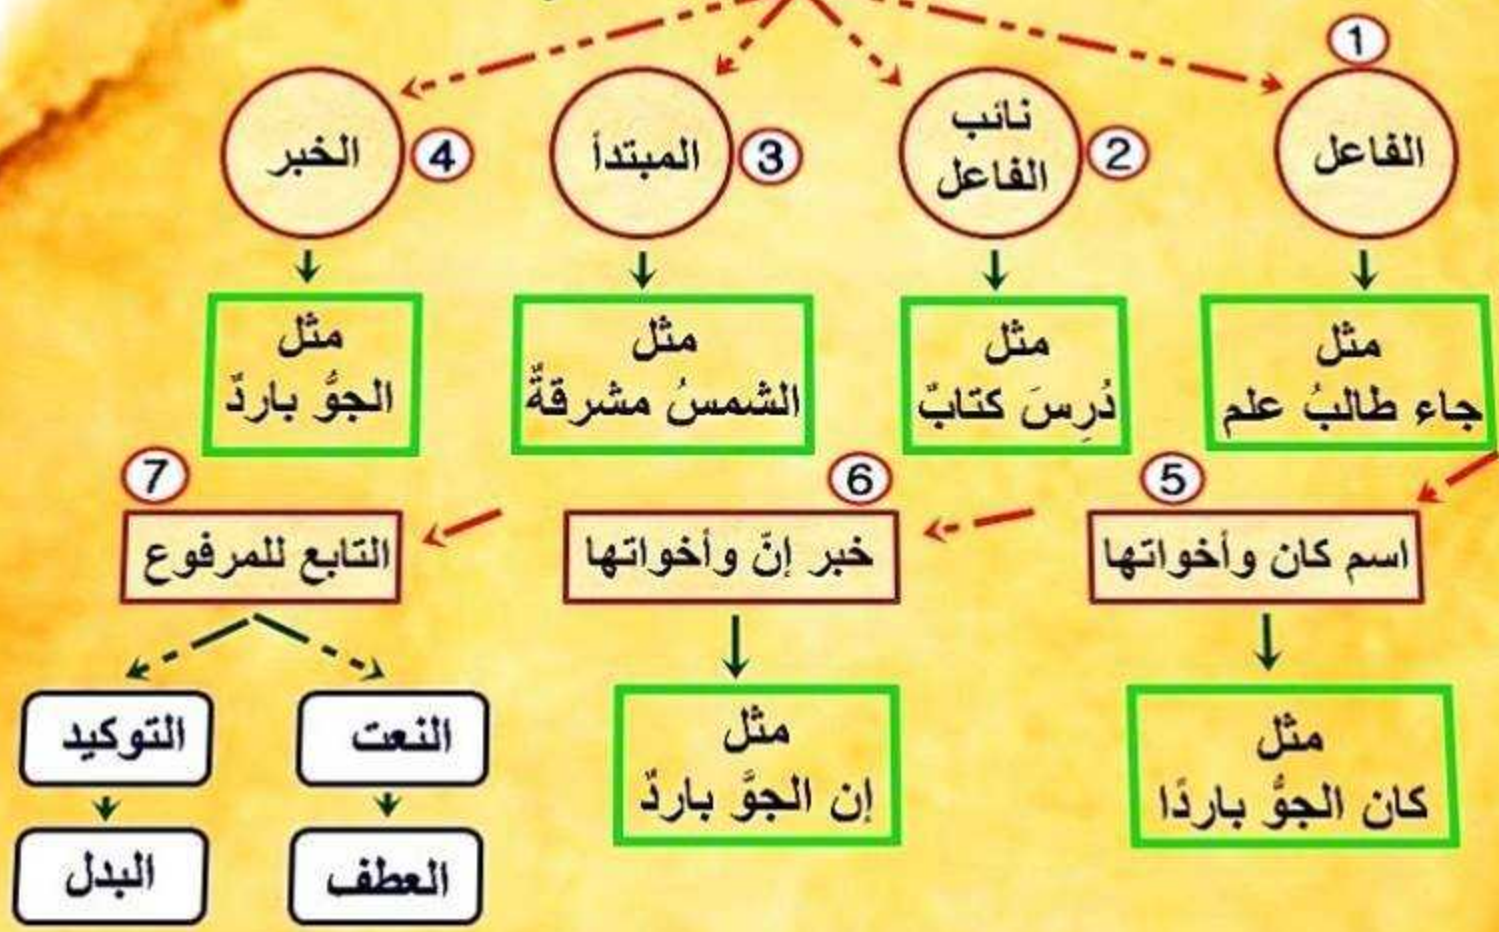 1
الفاعل
2
نائب
الفاعل
3
المبتدأ
4
الخبر
مثل
جاء طالبُ علم
مثل
دُرِسَ كتابٌ
مثل
الشمسُ مشرقةٌ
مثل
الجوُّ باردٌ
5
اسم كان وأخواتها
6
خبر إنّ وأخواتها
7
التابع للمرفوع
مثل
كان الجوُّ باردًا
مثل
إن الجوَّ باردٌ
النعت
التوكيد
العطف
البدل